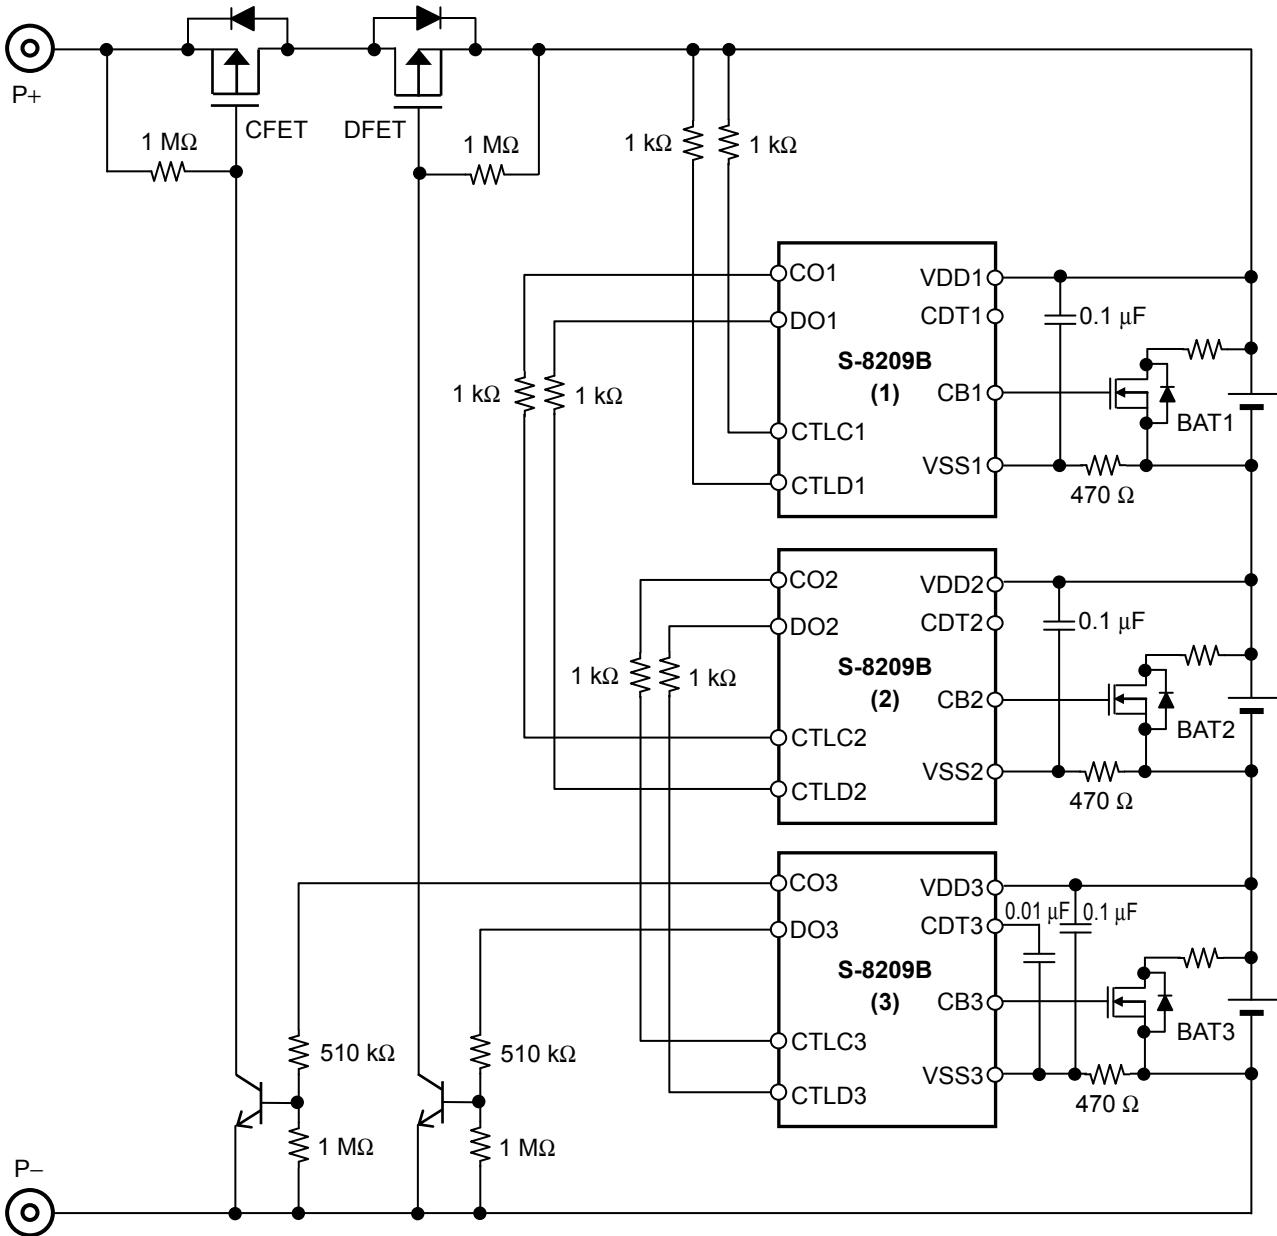 P+
CFET
DFET
1 MΩ
1 MΩ
1 kΩ
1 kΩ
CO1
VDD1
DO1
CDT1
0.1 μF
S-8209B
(1)
CB1
1 kΩ
1 kΩ
BAT1
CTLC1
VSS1
CTLD1
470 Ω
CO2
VDD2
DO2
CDT2
0.1 μF
S-8209B
(2)
1 kΩ
1 kΩ
CB2
BAT2
CTLC2
VSS2
CTLD2
470 Ω
CO3
VDD3
0.01 μF
0.1 μF
DO3
CDT3
S-8209B
(3)
CB3
BAT3
CTLC3
510 kΩ
510 kΩ
VSS3
CTLD3
470 Ω
1 MΩ
1 MΩ
P−